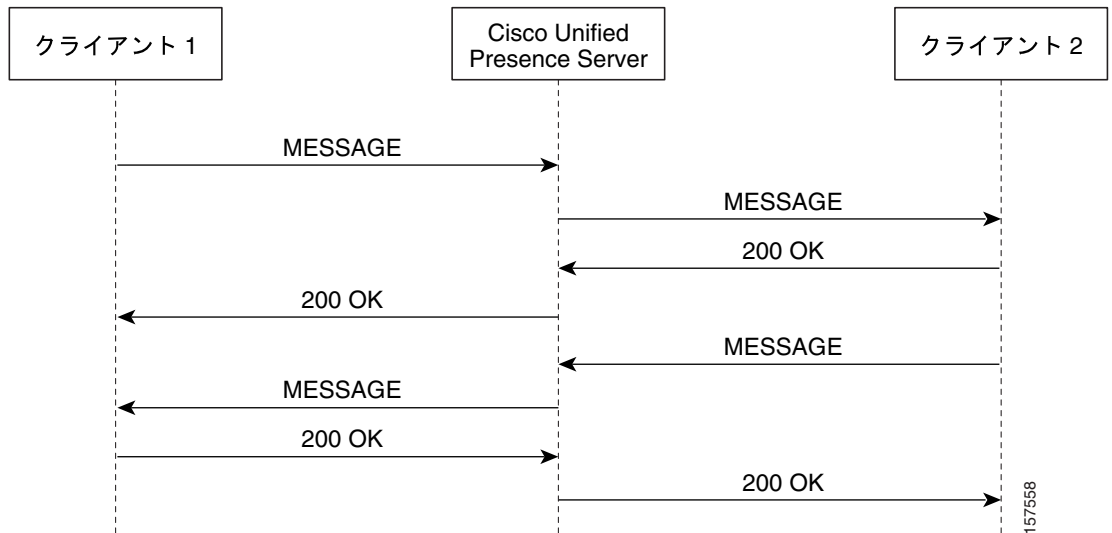 クライアント 1
Cisco Unified
Presence Server
クライアント 2
MESSAGE
MESSAGE
200 OK
200 OK
MESSAGE
MESSAGE
200 OK
200 OK
157558